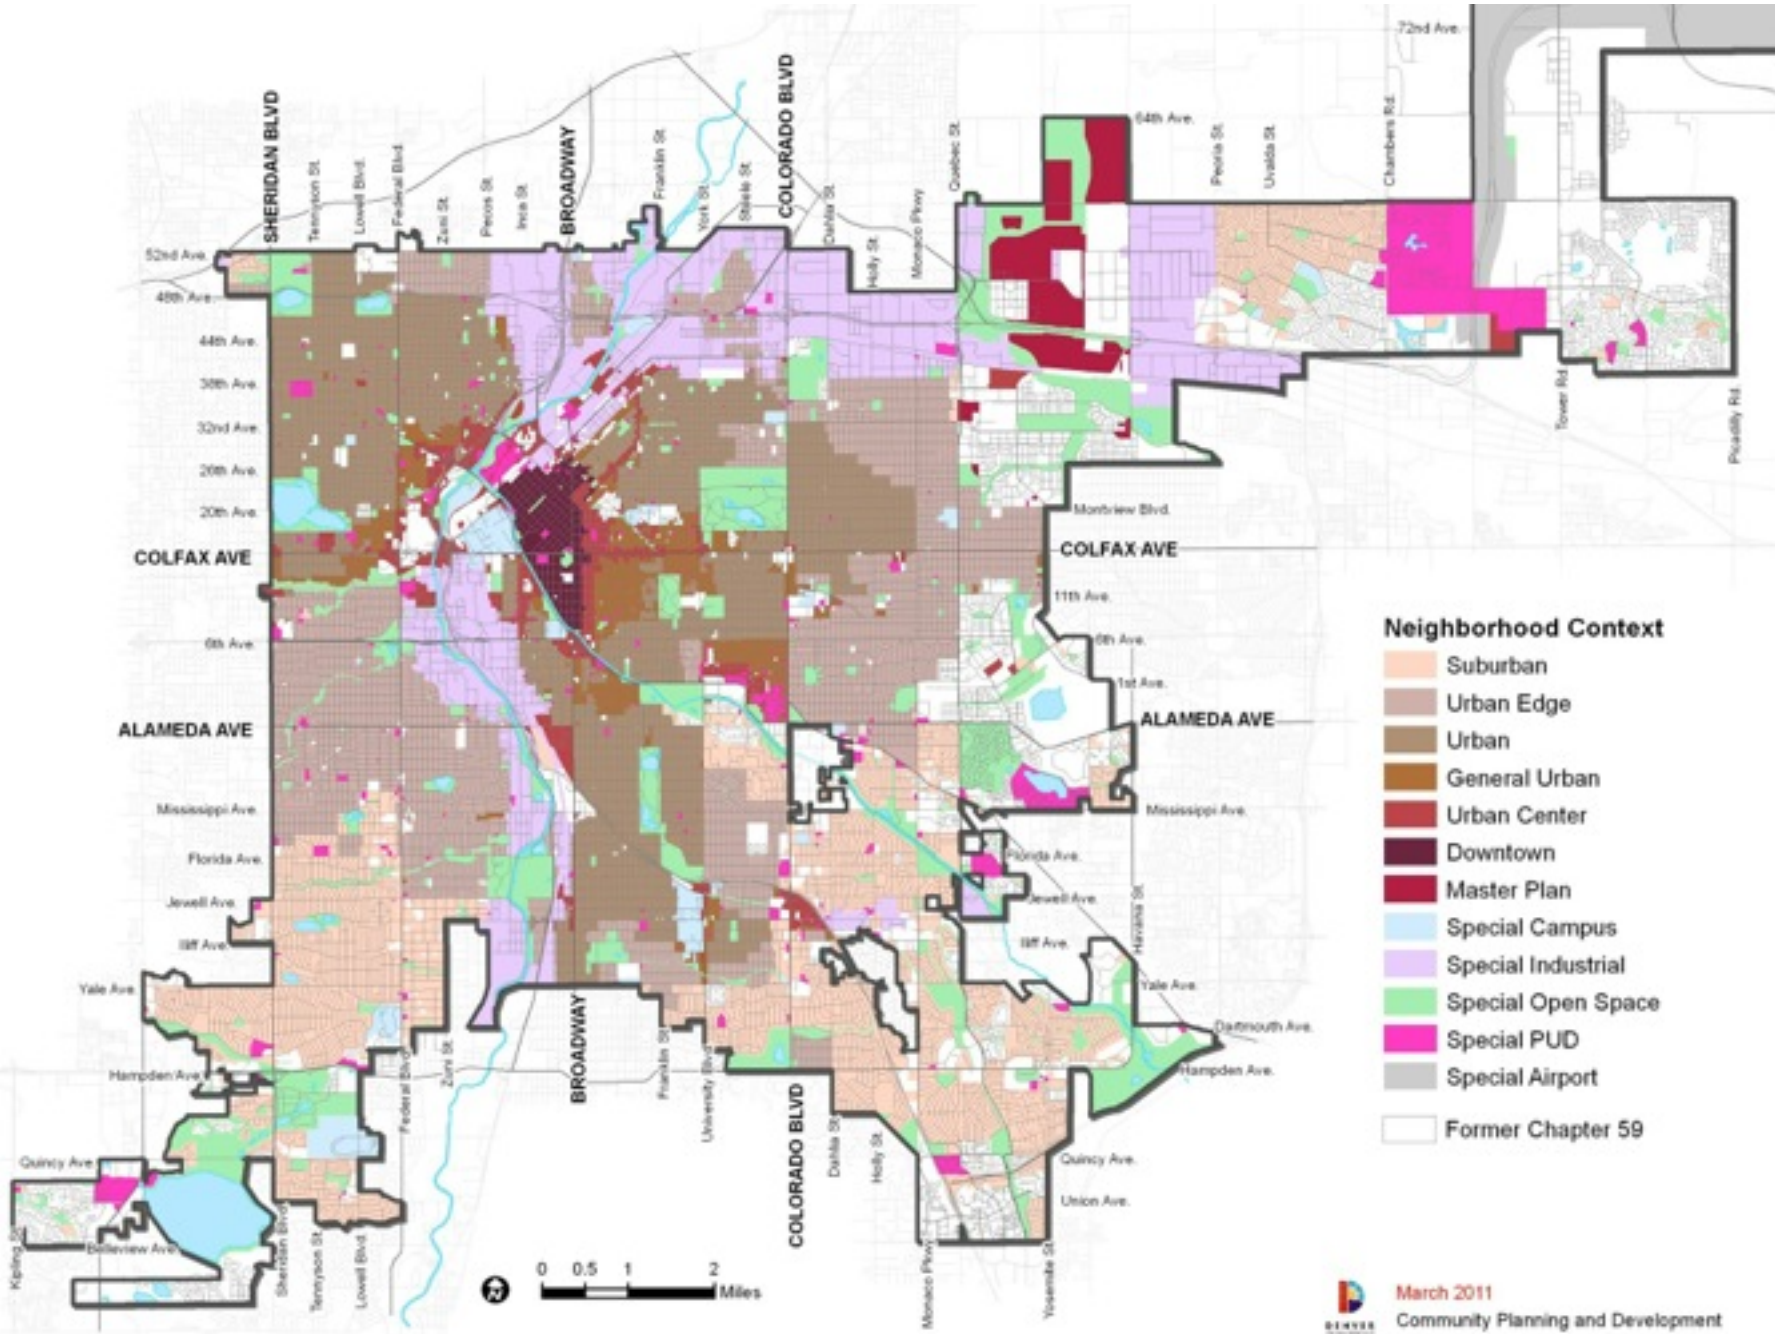 72nd Ave.
SHERIDAN BLVD
Tennyson St.
Lowell Blvd.
Federal Blvd.
Zuni St.
Pecos St.
Inca St.
BROADWAY
Franklin St.
York St.
Steele St.
COLORADO BLVD
Dahlia St.
Holly St.
Monaco Pkwy
Quebec St.
64th Ave.
Peoria St.
Uvalda St.
Chambers Rd.
52nd Ave.
48th Ave.
44th Ave.
38th Ave.
32nd Ave.
26th Ave.
20th Ave.
COLFAX AVE
6th Ave.
ALAMEDA AVE
Mississippi Ave.
Florida Ave.
Jewell Ave.
Iliff Ave.
Yale Ave.
Hampden Ave.
Quincy Ave.
Belleview Ave.
Kipling St.
Tower Rd.
Picadilly Rd.
Montview Blvd.
COLFAX AVE
11th Ave.
6th Ave.
1st Ave.
ALAMEDA AVE
Mississippi Ave.
Florida Ave.
Jewell Ave.
Iliff Ave.
Havana St.
Yale Ave.
Dartmouth Ave.
Hampden Ave.
Quincy Ave.
Union Ave.
Sheridan Blvd
Tennyson St.
Lowell Blvd.
Federal Blvd
Zuni St.
BROADWAY
Franklin St
University Blvd
COLORADO BLVD
Dahlia St.
Holly St.
Monaco Pkwy
Yosemite St.
Neighborhood Context
Suburban
Urban Edge
Urban
General Urban
Urban Center
Downtown
Master Plan
Special Campus
Special Industrial
Special Open Space
Special PUD
Special Airport
Former Chapter 59
N
0 0.5 1 2
Miles
DENVER
March 2011
Community Planning and Development